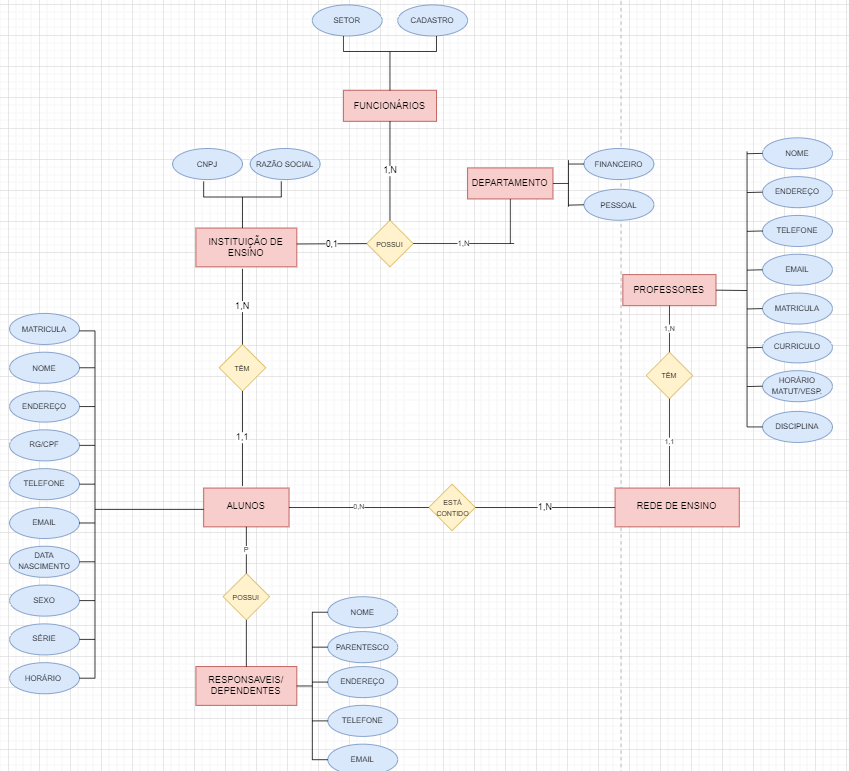 SETOR
CADASTRO
FUNCIONÁRIOS
1,N
CNPJ
RAZÃO SOCIAL
DEPARTAMENTO
FINANCEIRO
PESSOAL
INSTITUIÇÃO DE
ENSINO
0,1
POSSUI
1,N
NOME
ENDEREÇO
TELEFONE
EMAIL
PROFESSORES
MATRICULA
CURRICULO
HORÁRIO
MATUT/VESP.
DISCIPLINA
1,N
TÊM
1,1
1,N
TÊM
1,1
MATRICULA
NOME
ENDEREÇO
RG/CPF
TELEFONE
EMAIL
DATA
NASCIMENTO
SEXO
SÉRIE
HORÁRIO
ALUNOS
0,N
ESTÁ
CONTIDO
1,N
REDE DE ENSINO
P
POSSUI
RESPONSAVEIS/
DEPENDENTES
NOME
PARENTESCO
ENDEREÇO
TELEFONE
EMAIL